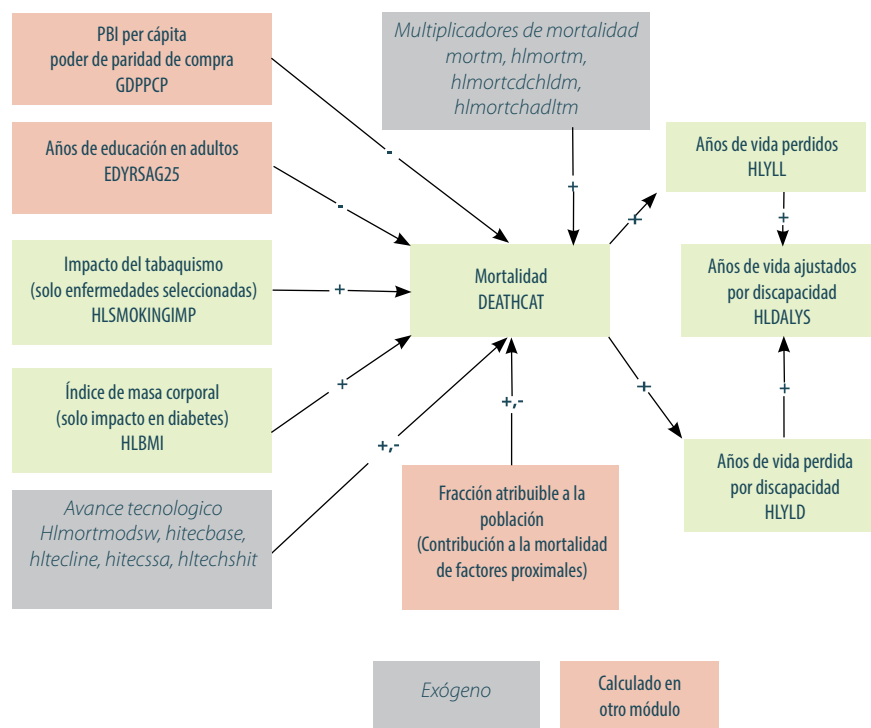 PBI per cápita
poder de paridad de compra
GDPPCP
Multiplicadores de mortalidad
mortm, hlmortm,
hlmortcdchldm,
hlmortchadltm
Años de educación en adultos
EDYRSAG25
Años de vida perdidos
HLYLL
-
-
+
+
+
Impacto del tabaquismo
(solo enfermedades seleccionadas)
HLSMOKINGIMP
+
Mortalidad
DEATHCAT
Años de vida ajustados
por discapacidad
HLDALYS
Índice de masa corporal
(solo impacto en diabetes)
HLBMI
+
+,-
+,-
+
+
Años de vida perdida
por discapacidad
HLYLD
Avance tecnologico
Hlmortmodsw, hitecbase,
hltecline, hitecssa, hltechshit
Fracción atribuible a la
población
(Contribución a la mortalidad
de factores proximales)
Exógeno
Calculado en
otro módulo